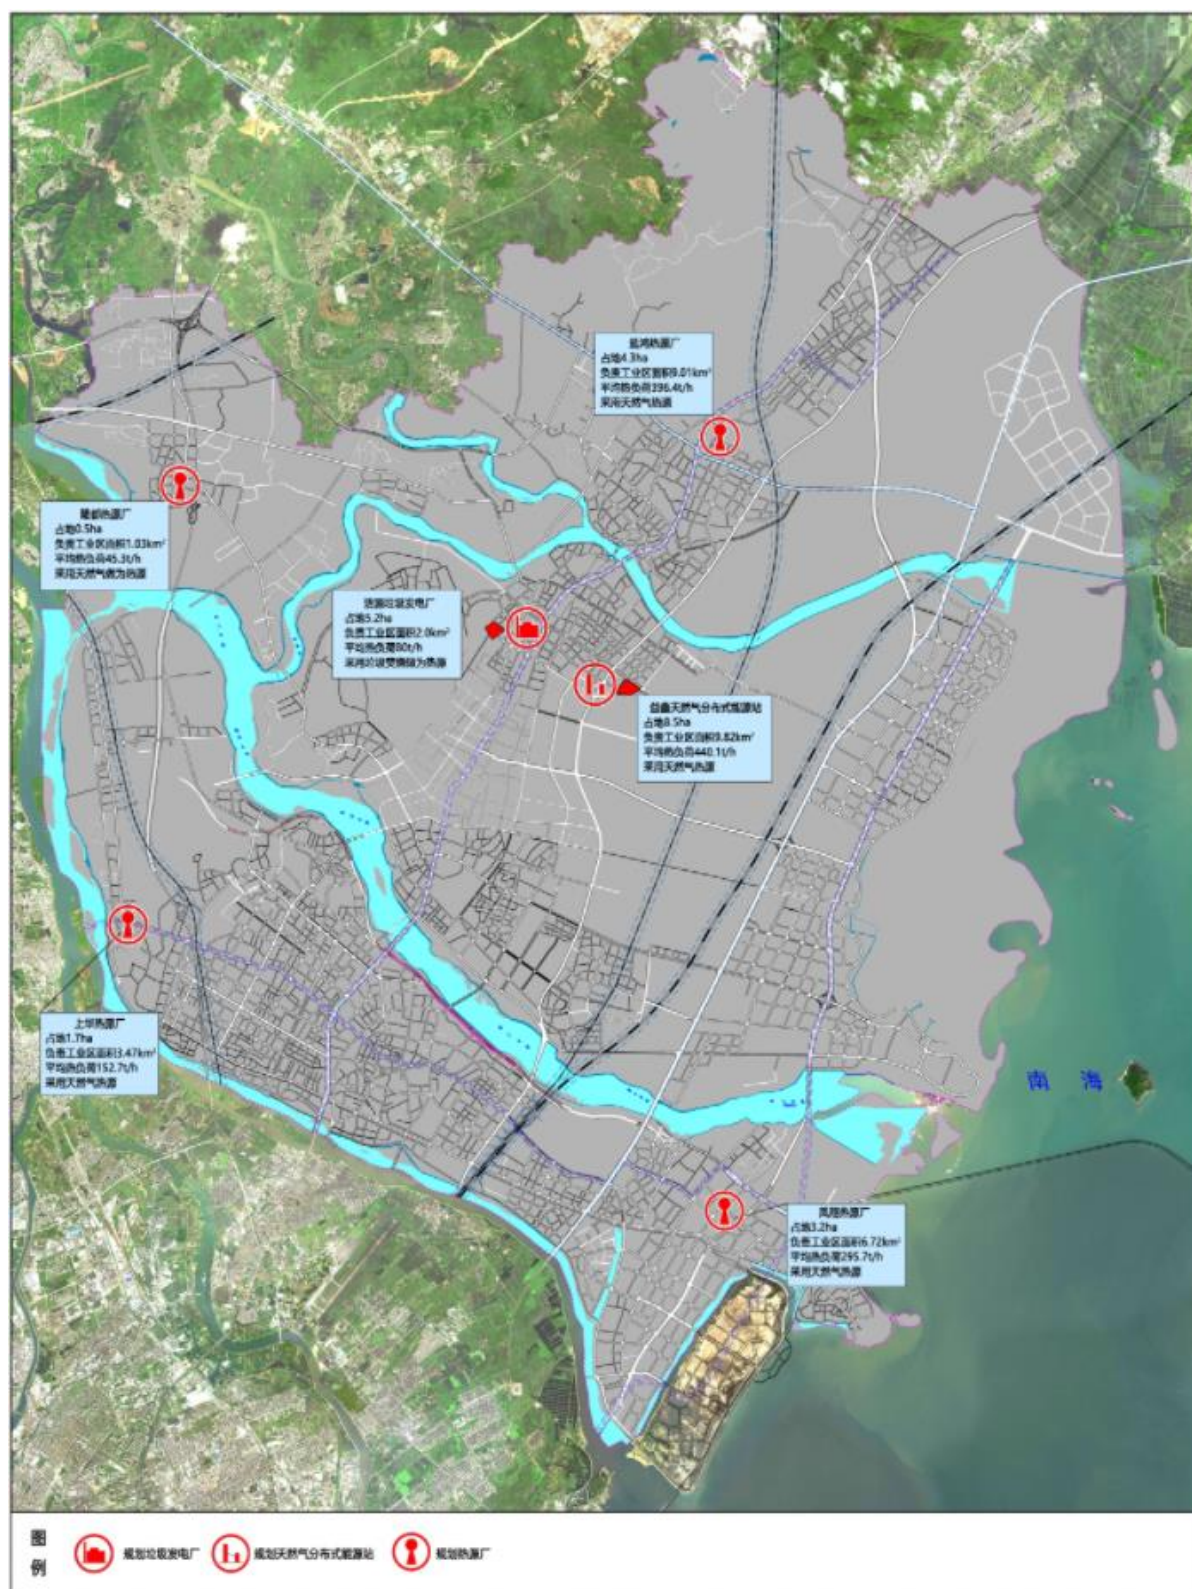 盐鸿热源厂
占地4.3ha
负责工业区面积9.01km²
平均热负荷396.4t/h
采用天然气热源
隆都热源厂
占地0.5ha
负责工业区面积1.03km²
平均热负荷45.3t/h
采用天然气做为热源
洁源垃圾发电厂
占地5.2ha
负责工业区面积2.0km²
平均热负荷80t/h
采用垃圾焚烧做为热源
益鑫天然气分布式能源站
占地8.5ha
负责工业区面积9.82km²
平均热负荷440.1t/h
采用天然气热源
上圳热源厂
占地1.7ha
负责工业区面积3.47km²
平均热负荷152.7t/h
采用天然气热源
南 海
凤翔热源厂
占地3.2ha
负责工业区面积6.72km²
平均热负荷295.7t/h
采用天然气热源
图例
规划垃圾发电厂
规划天然气分布式能源站
规划热源厂